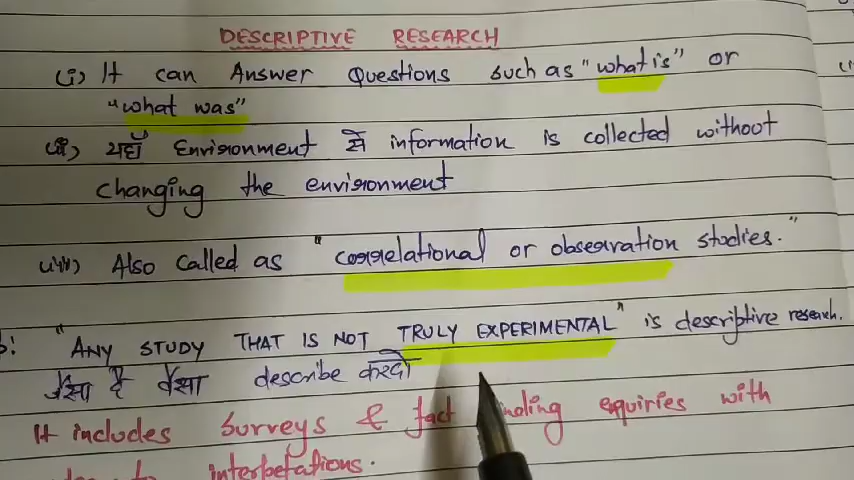 DESCRIPTIVE RESEARCH
(i) It can Answer Questions such as "what is" or
"what was"
(ii) यहाँ Environment से information is collected without
changing the environment
(iii) Also called as "correlational or observation studies."
"ANY STUDY THAT IS NOT TRULY EXPERIMENTAL" is descriptive research.
जैसा है वैसा describe करदो
It includes Surveys & fact finding enquiries with
interpretations.